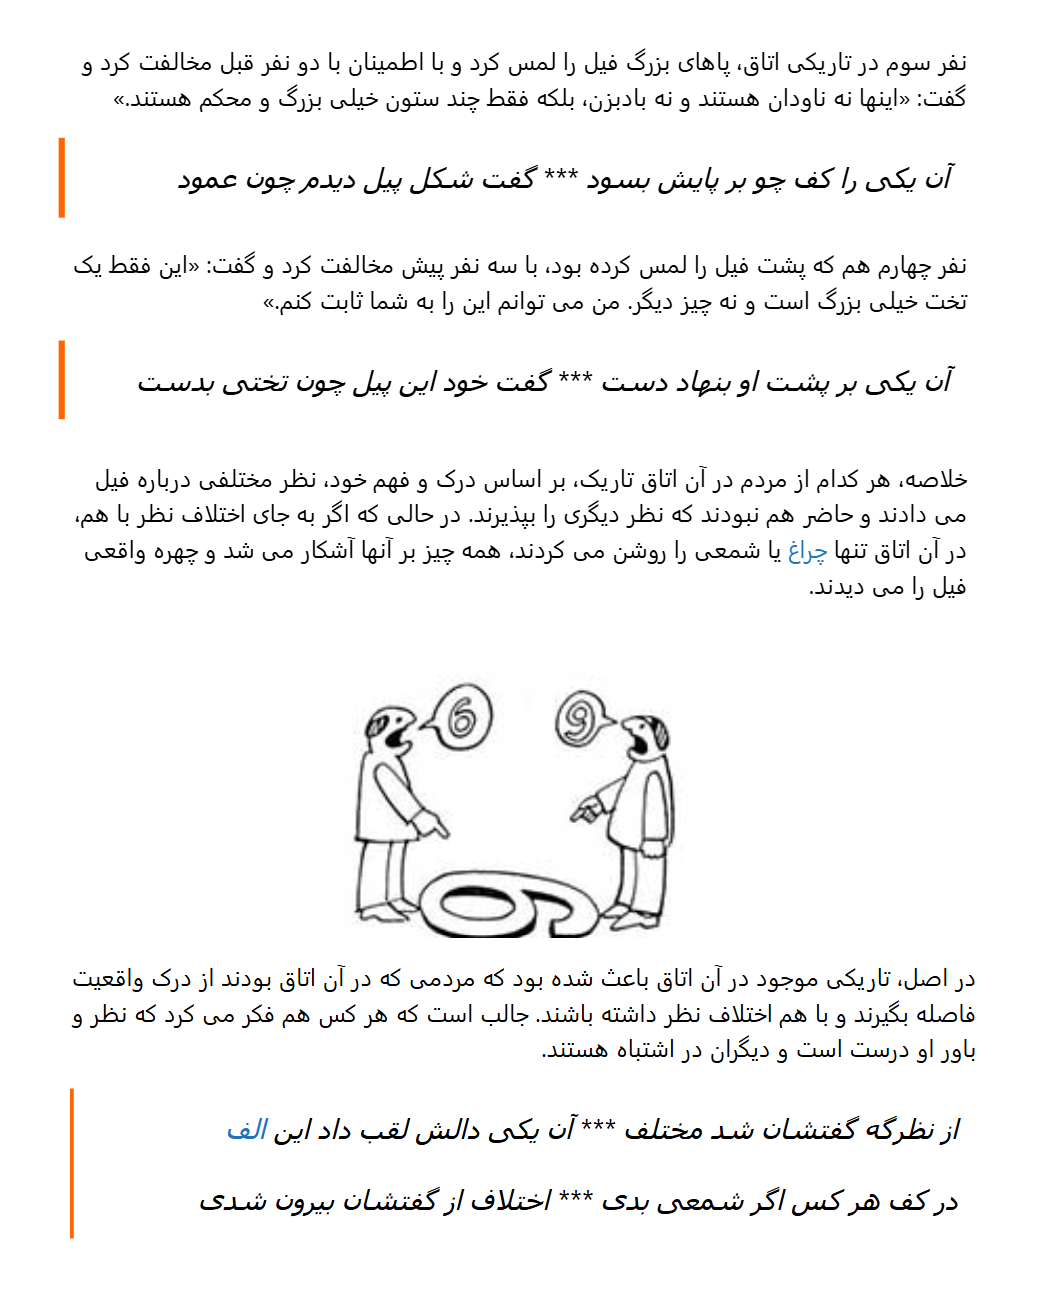 نفر سوم در تاریکی اتاق، پاهای بزرگ فیل را لمس کرد و با اطمینان با دو نفر قبل مخالفت کرد و
گفت: «اینها نه ناودان هستند و نه بادبزن، بلکه فقط چند ستون خیلی بزرگ و محکم هستند.»
آن یکی را کف چو بر پایش بسود *** گفت شکل پیل دیدم چون عمود
نفر چهارم هم که پشت فیل را لمس کرده بود، با سه نفر پیش مخالفت کرد و گفت: «این فقط یک
تخت خیلی بزرگ است و نه چیز دیگر. من می توانم این را به شما ثابت کنم.»
آن یکی بر پشت او بنهاد دست *** گفت خود این پیل چون تختی بدست
خلاصه، هر کدام از مردم در آن اتاق تاریک، بر اساس درک و فهم خود، نظر مختلفی درباره فیل
می دادند و حاضر هم نبودند که نظر دیگری را بپذیرند. در حالی که اگر به جای اختلاف نظر با هم،
در آن اتاق تنها چراغ یا شمعی را روشن می کردند، همه چیز بر آنها آشکار می شد و چهره واقعی
فیل را می دیدند.
6
9
6
در اصل، تاریکی موجود در آن اتاق باعث شده بود که مردمی که در آن اتاق بودند از درک واقعیت
فاصله بگیرند و با هم اختلاف نظر داشته باشند. جالب است که هر کس هم فکر می کرد که نظر و
باور او درست است و دیگران در اشتباه هستند.
از نظرگه گفتشان شد مختلف *** آن یکی دالش لقب داد این الف
در کف هر کس اگر شمعی بدی *** اختلاف از گفتشان بیرون شدی